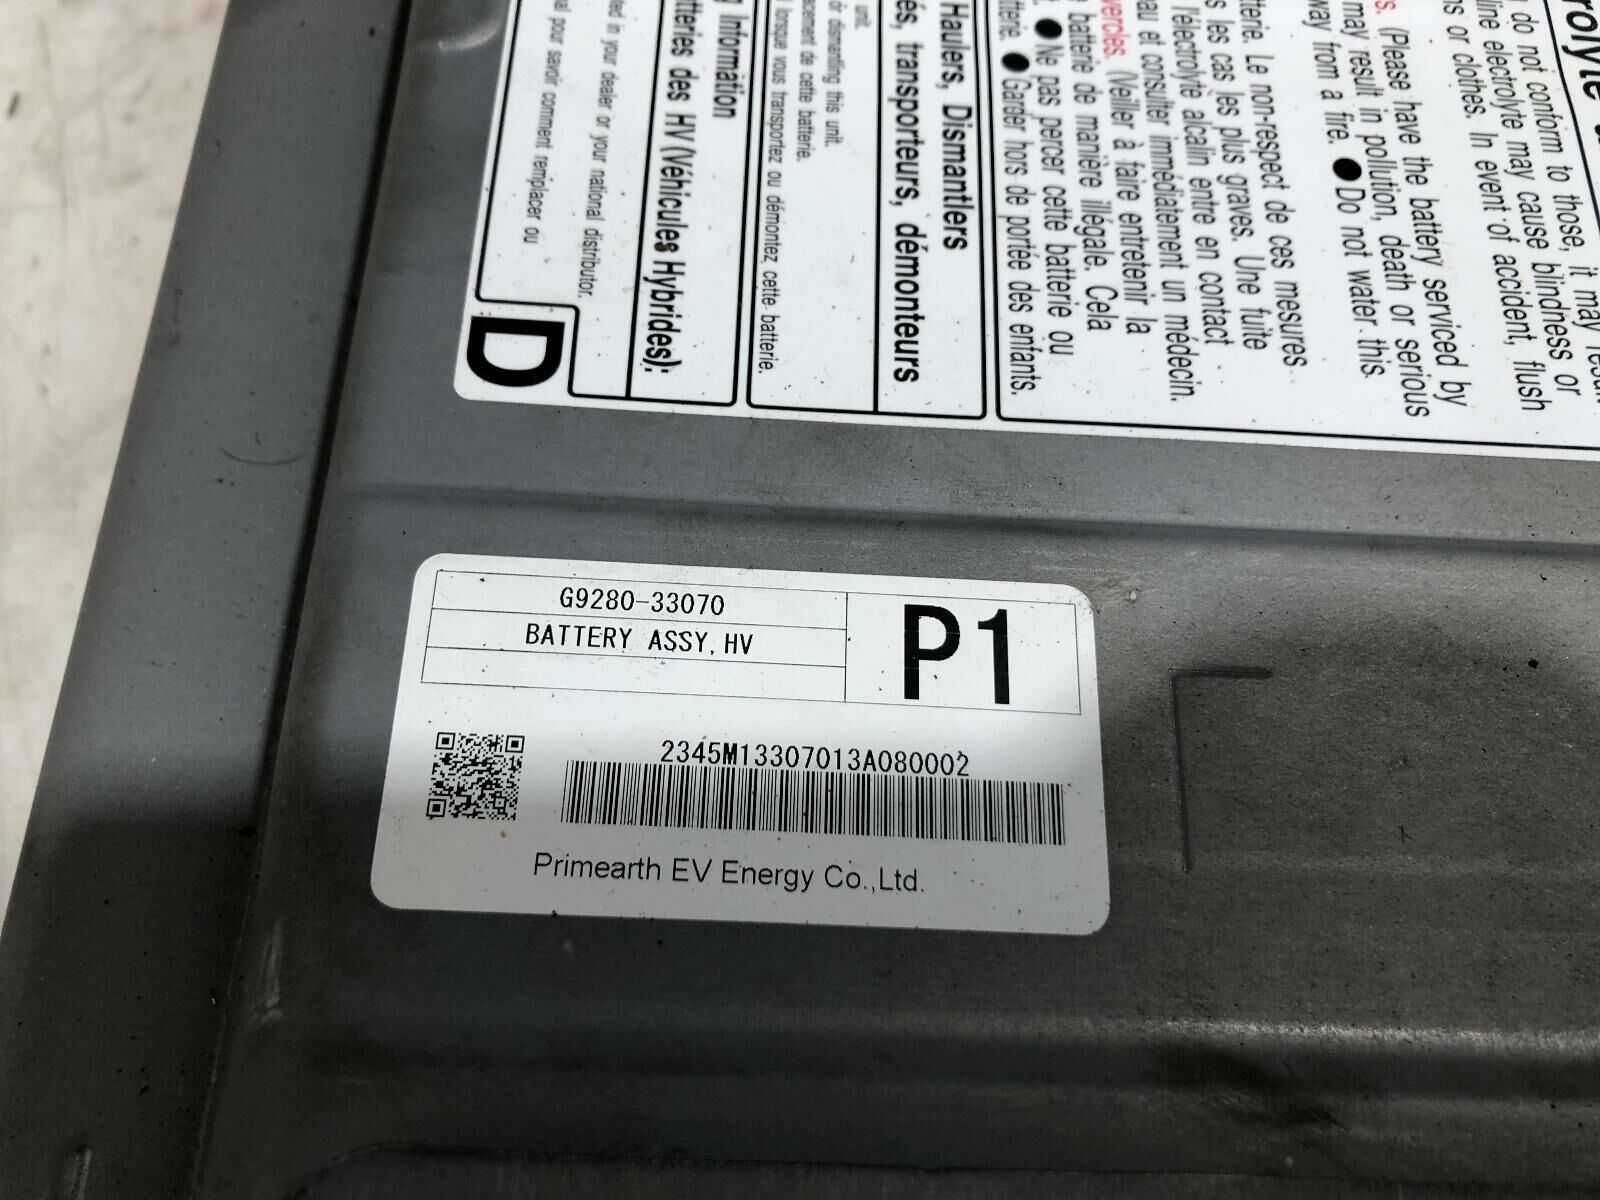 G9280-33070
BATTERY ASSY, HV
P1
2345M13307013A080002
Primearth EV Energy Co.,Ltd.
do not conform to those, it may
line electrolyte may cause blindness or
or clothes. In event of accident, flush
(Please have the battery serviced by
may result in pollution, death or serious
way from a fire. ● Do not water this
Le non-respect de ces mesures
les cas les plus graves. Une fuite
l'électrolyte alcalin entre en contact
et consulter immédiatement un médecin.
(Veiller à faire entretenir la
batterie de manière illégale. Cela
● Ne pas percer cette batterie ou
● Garder hors de portée des enfants.
Haulers, Dismantlers
transporteurs, démonteurs
unit.
or dismantling this unit.
de cette batterie.
lorsque vous transportez ou démontez cette batterie.
Information
des HV (Véhicules Hybrides):
in your dealer or your national distributor.
pour savoir comment remplacer ou
D